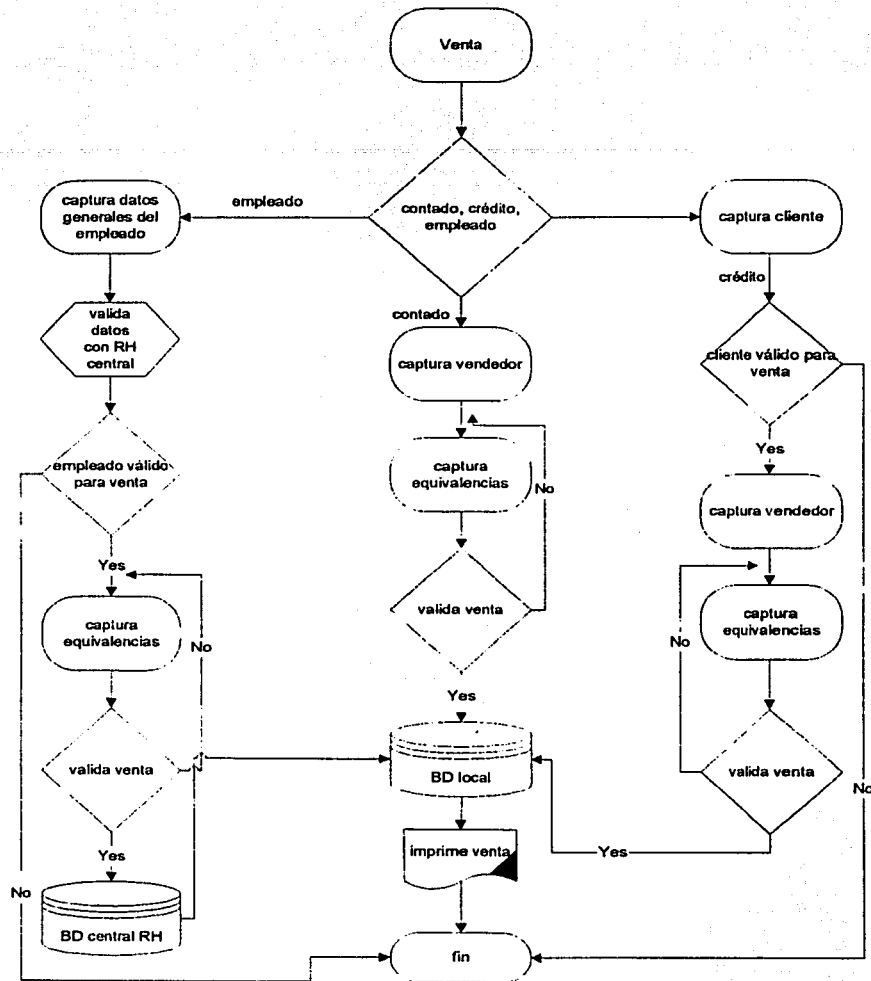 Venta
contado, crédito,
empleado
empleado
captura datos
generales del
empleado
captura cliente
crédito
contado
valida
datos
con RH
central
captura vendedor
cliente válido para
venta
empleado válido
para venta
captura
equivalencias
No
Yes
captura vendedor
Yes
captura
equivalencias
No
valida venta
captura
equivalencias
No
Yes
valida venta
BD local
valida venta
No
Yes
imprime venta
Yes
No
BD central RH
fin